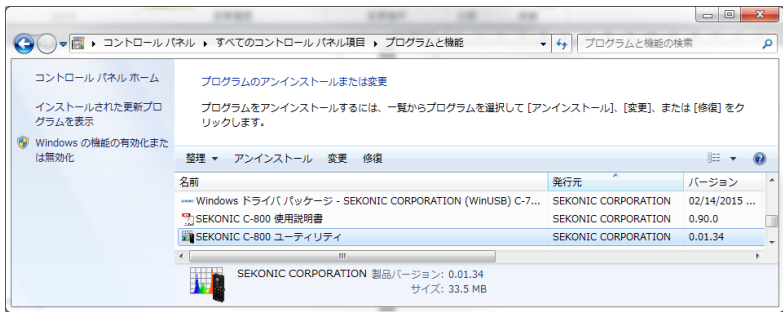 コントロール パネル ▸ すべてのコントロール パネル項目 ▸ プログラムと機能
プログラムと機能の検索
コントロール パネル ホーム
インストールされた更新プロ
グラムを表示
Windows の機能の有効化また
は無効化
プログラムのアンインストールまたは変更
プログラムをアンインストールするには、一覧からプログラムを選択して [アンインストール]、[変更]、または [修復] をク
リックします。
整理 アンインストール 変更 修復
名前 発行元 バージョン
Windows ドライバ パッケージ - SEKONIC CORPORATION (WinUSB) C-7... SEKONIC CORPORATION 02/14/2015 ...
SEKONIC C-800 使用説明書 SEKONIC CORPORATION 0.90.0
SEKONIC C-800 ユーティリティ SEKONIC CORPORATION 0.01.34
SEKONIC CORPORATION 製品バージョン: 0.01.34
サイズ: 33.5 MB